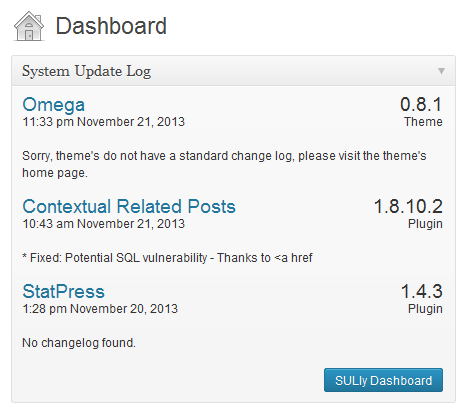 Dashboard
System Update Log
Omega 0.8.1
11:33 pm November 21, 2013 Theme
Sorry, theme's do not have a standard change log, please visit the theme's
home page.
Contextual Related Posts 1.8.10.2
10:43 am November 21, 2013 Plugin
* Fixed: Potential SQL vulnerability - Thanks to <a href
StatPress 1.4.3
1:28 pm November 20, 2013 Plugin
No changelog found.
SULly Dashboard